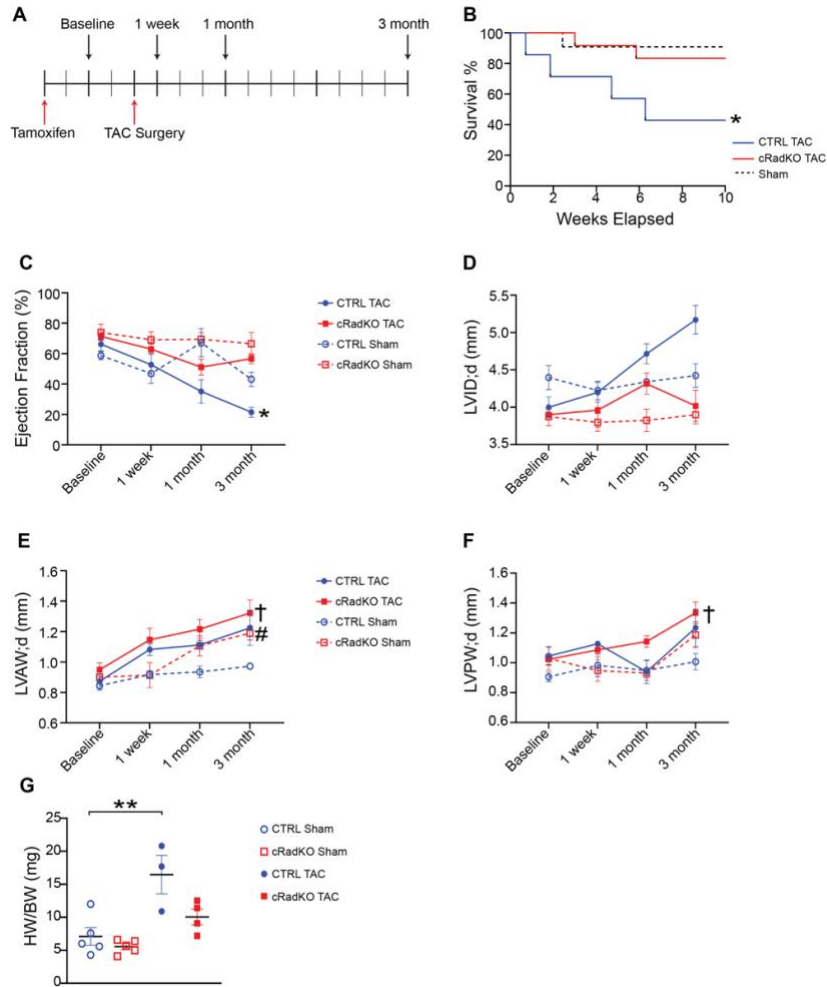 A
Baseline 1 week 1 month 3 month
Tamoxifen TAC Surgery
B
Survival %
100
80
60
40
20
0
0 2 4 6 8 10
Weeks Elapsed
*
CTRL TAC
cRadKO TAC
Sham
C
Ejection Fraction (%)
100
80
60
40
20
0
*
Baseline 1 week 1 month 3 month
CTRL TAC
cRadKO TAC
CTRL Sham
cRadKO Sham
D
LVID;d (mm)
5.5
5.0
4.5
4.0
3.5
Baseline 1 week 1 month 3 month
E
LVAW;d (mm)
1.6
1.4
1.2
1.0
0.8
0.6
†
#
Baseline 1 week 1 month 3 month
CTRL TAC
cRadKO TAC
CTRL Sham
cRadKO Sham
F
LVPW;d (mm)
1.6
1.4
1.2
1.0
0.8
0.6
†
Baseline 1 week 1 month 3 month
G
HW/BW (mg)
25
20
15
10
5
0
**
CTRL Sham
cRadKO Sham
CTRL TAC
cRadKO TAC